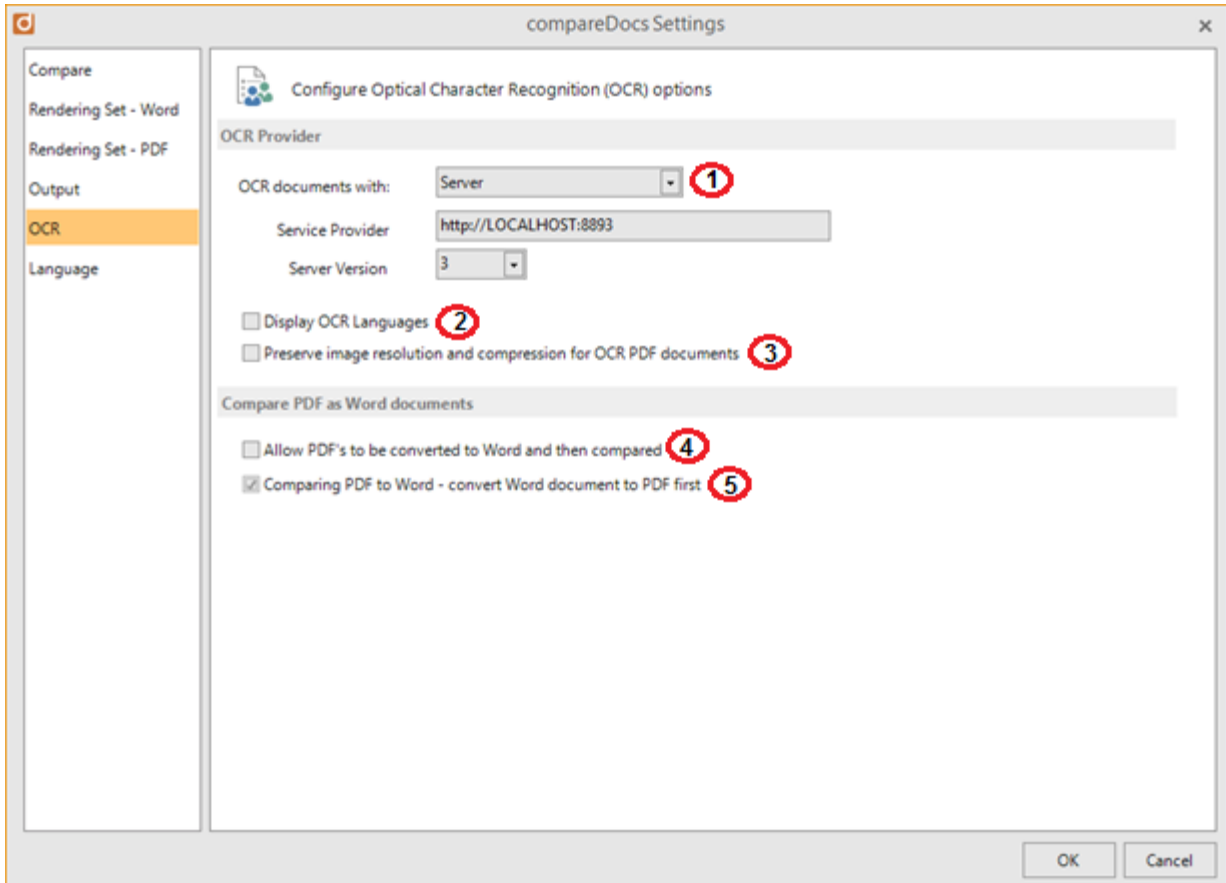 compareDocs Settings
Compare
Rendering Set - Word
Rendering Set - PDF
Output
OCR
Language
Configure Optical Character Recognition (OCR) options
OCR Provider
OCR documents with: Server 1
Service Provider http://LOCALHOST:8893
Server Version 3
Display OCR Languages 2
Preserve image resolution and compression for OCR PDF documents 3
Compare PDF as Word documents
Allow PDF's to be converted to Word and then compared 4
Comparing PDF to Word - convert Word document to PDF first 5
OK Cancel